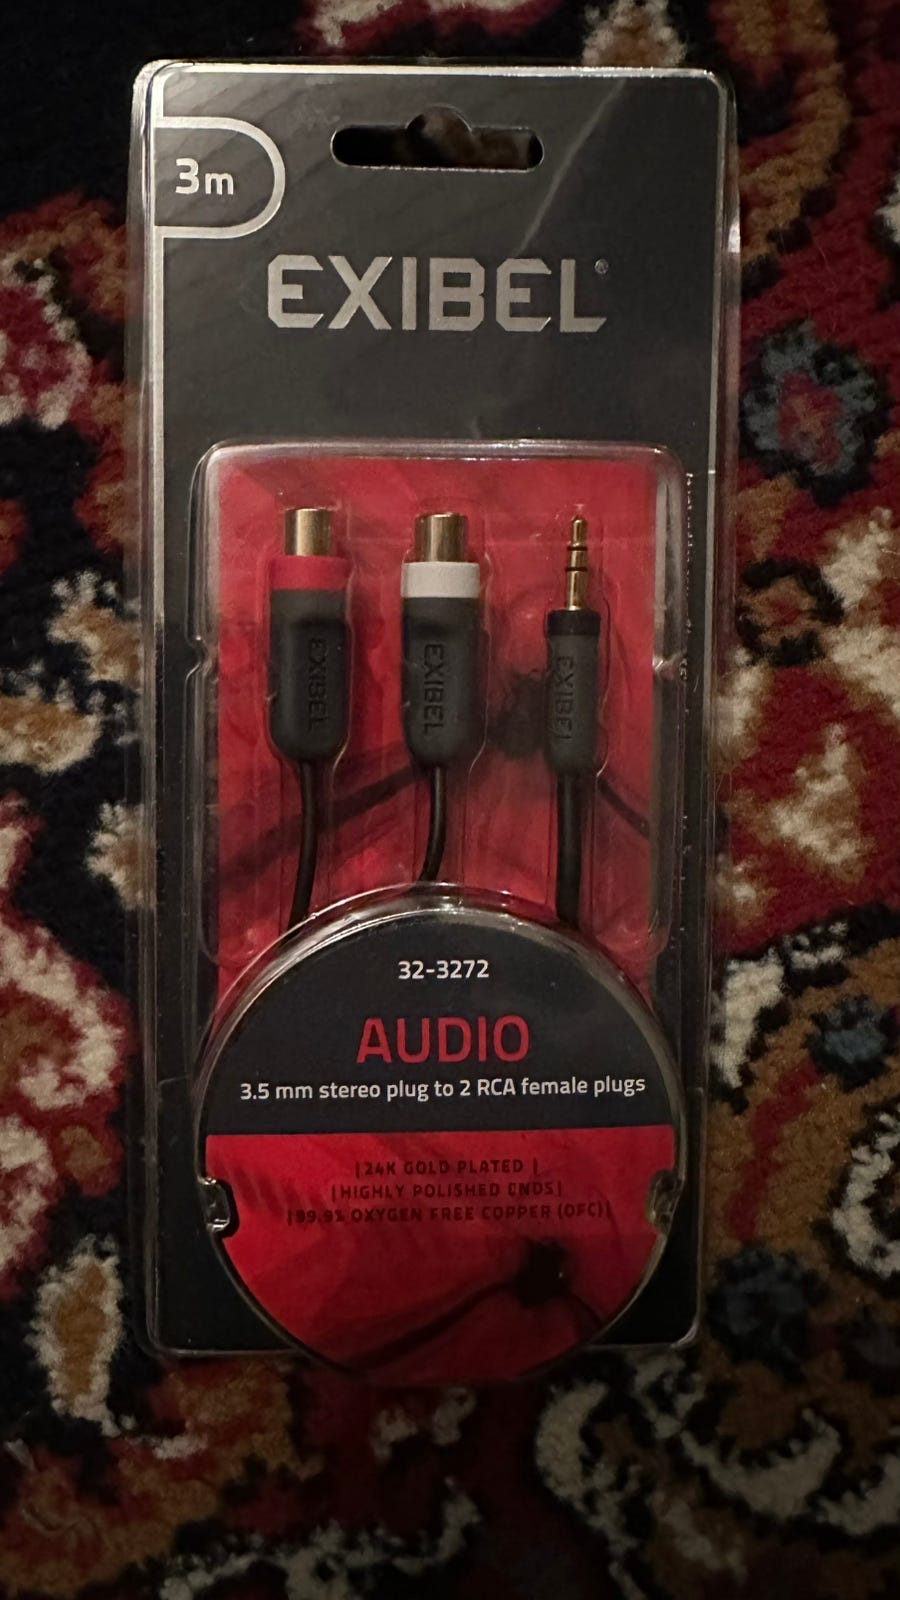 3m
EXIBEL®
EXIBEL
EXIBEL
EXIBEL
32-3272
AUDIO
3.5 mm stereo plug to 2 RCA female plugs
|24K GOLD PLATED |
|HIGHLY POLISHED ENDS|
|99.9% OXYGEN FREE COPPER (OFC)|